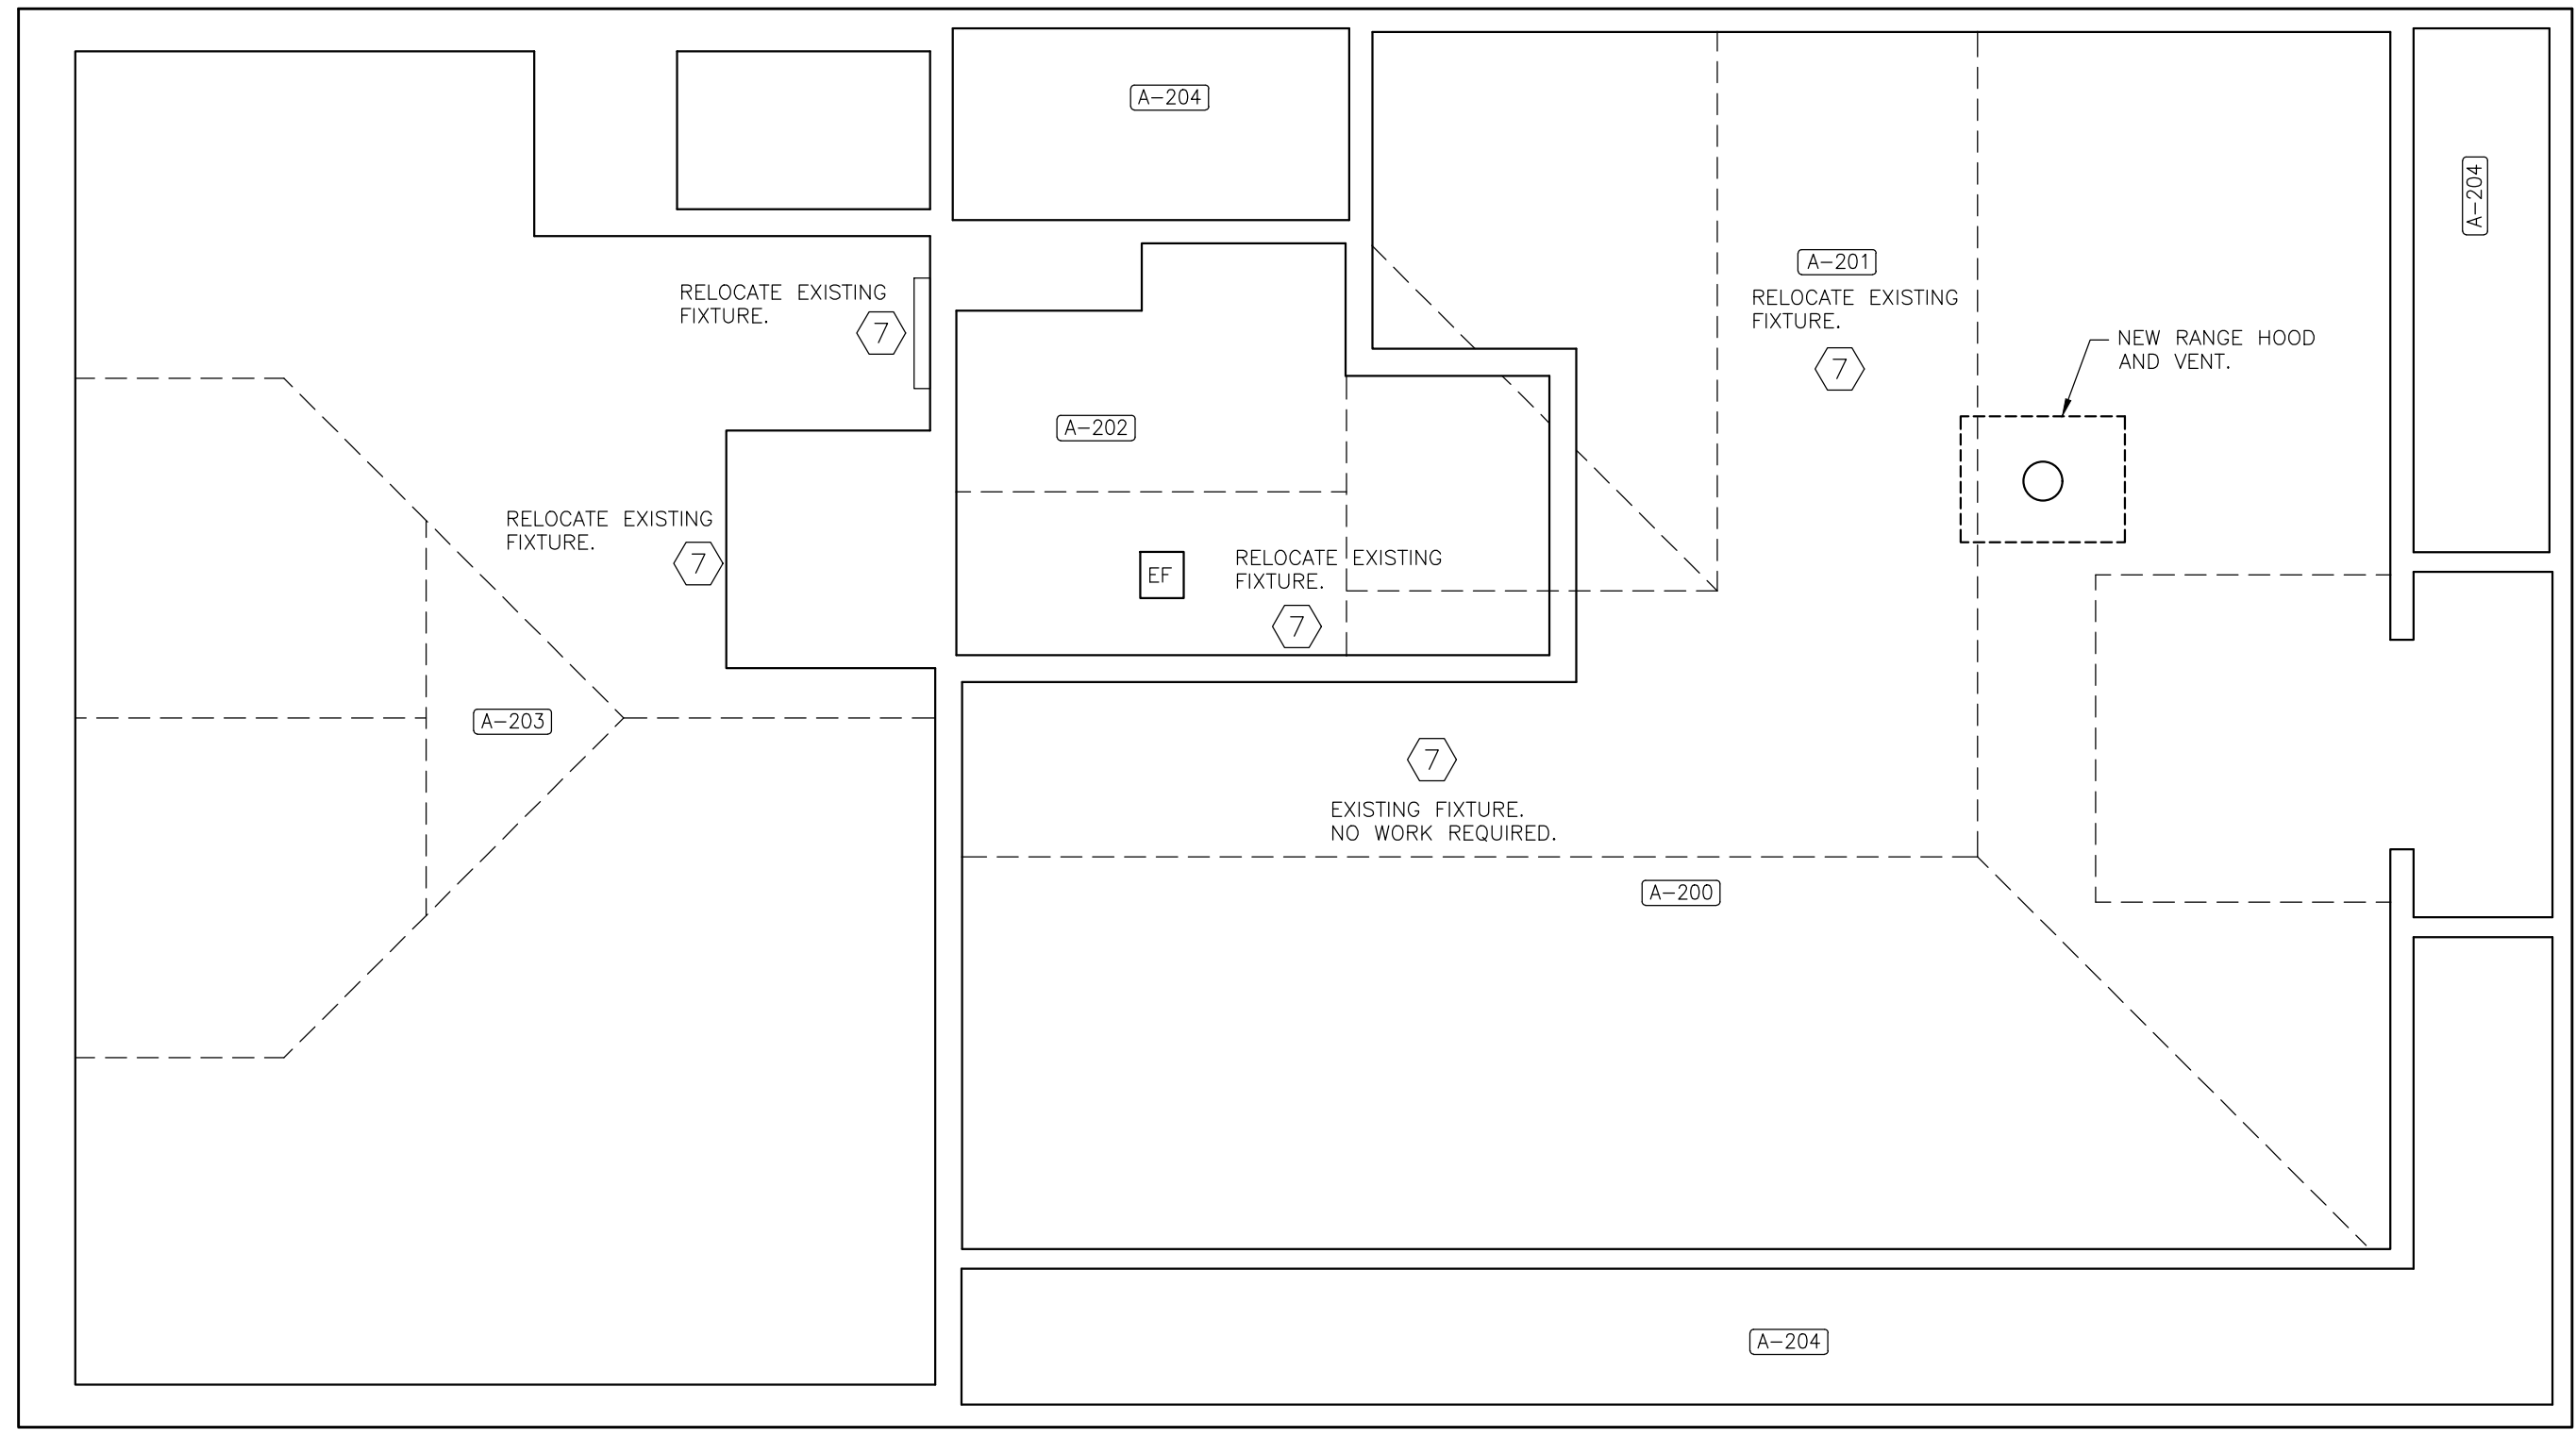 A-204
A-204
A-201
RELOCATE EXISTING
FIXTURE.
7
RELOCATE EXISTING
FIXTURE.
7
NEW RANGE HOOD
AND VENT.
A-202
RELOCATE EXISTING
FIXTURE.
7
EF
RELOCATE EXISTING
FIXTURE.
7
A-203
7
EXISTING FIXTURE.
NO WORK REQUIRED.
A-200
A-204